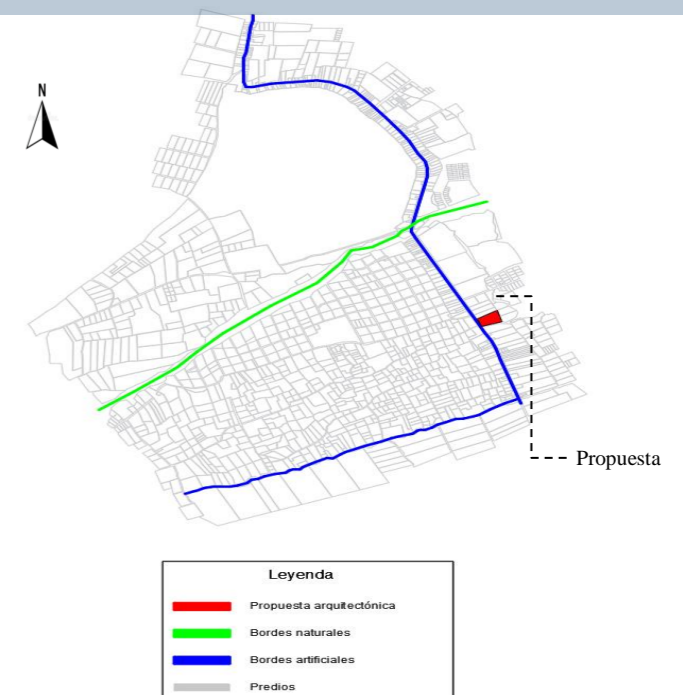 N
Propuesta
Leyenda
Propuesta arquitectónica
Bordes naturales
Bordes artificiales
Predios